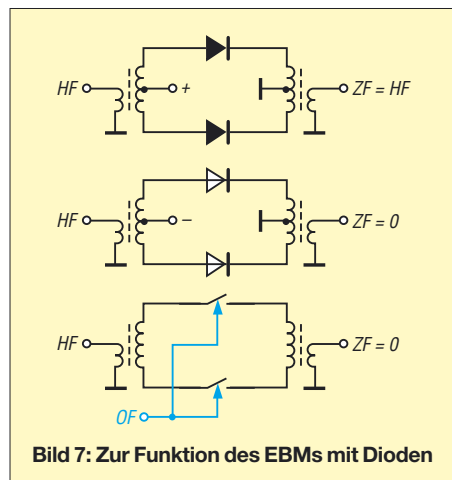 HF + ZF = HF
HF – ZF = 0
HF ZF = 0
OF
Bild 7: Zur Funktion des EBMs mit Dioden